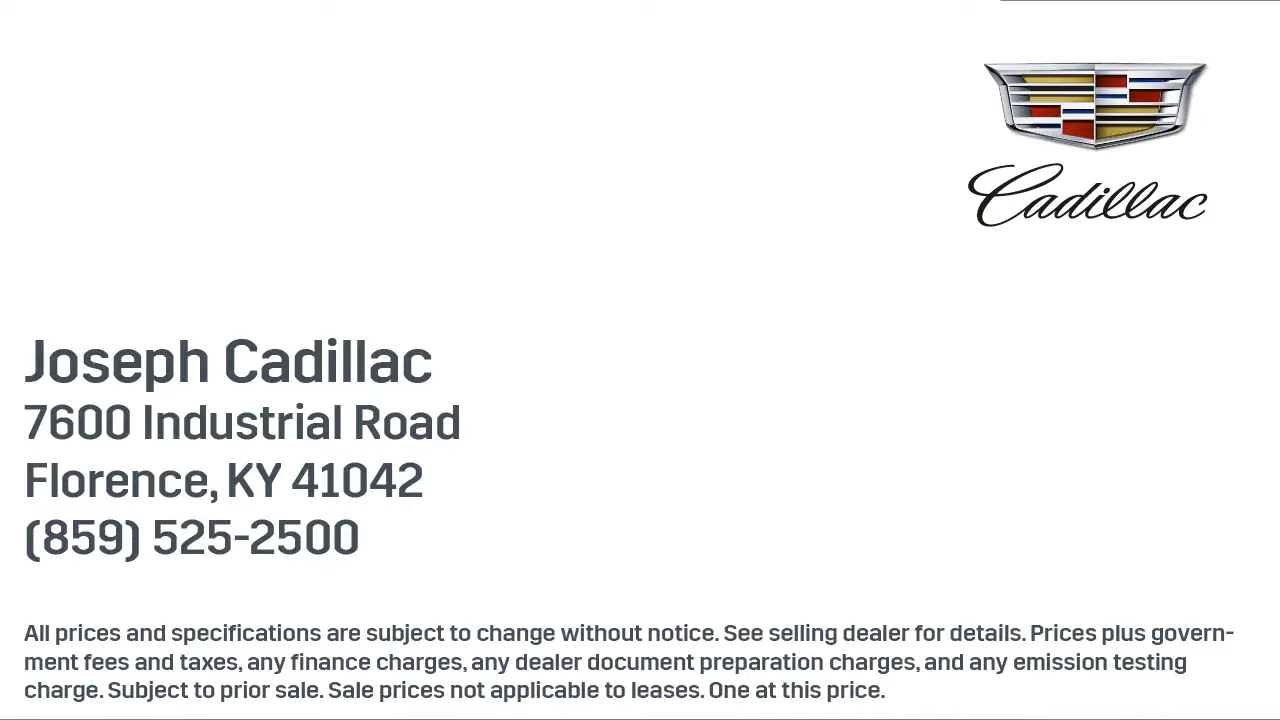 Cadillac
Joseph Cadillac
7600 Industrial Road
Florence, KY 41042
(859) 525-2500
All prices and specifications are subject to change without notice. See selling dealer for details. Prices plus govern-
ment fees and taxes, any finance charges, any dealer document preparation charges, and any emission testing
charge. Subject to prior sale. Sale prices not applicable to leases. One at this price.